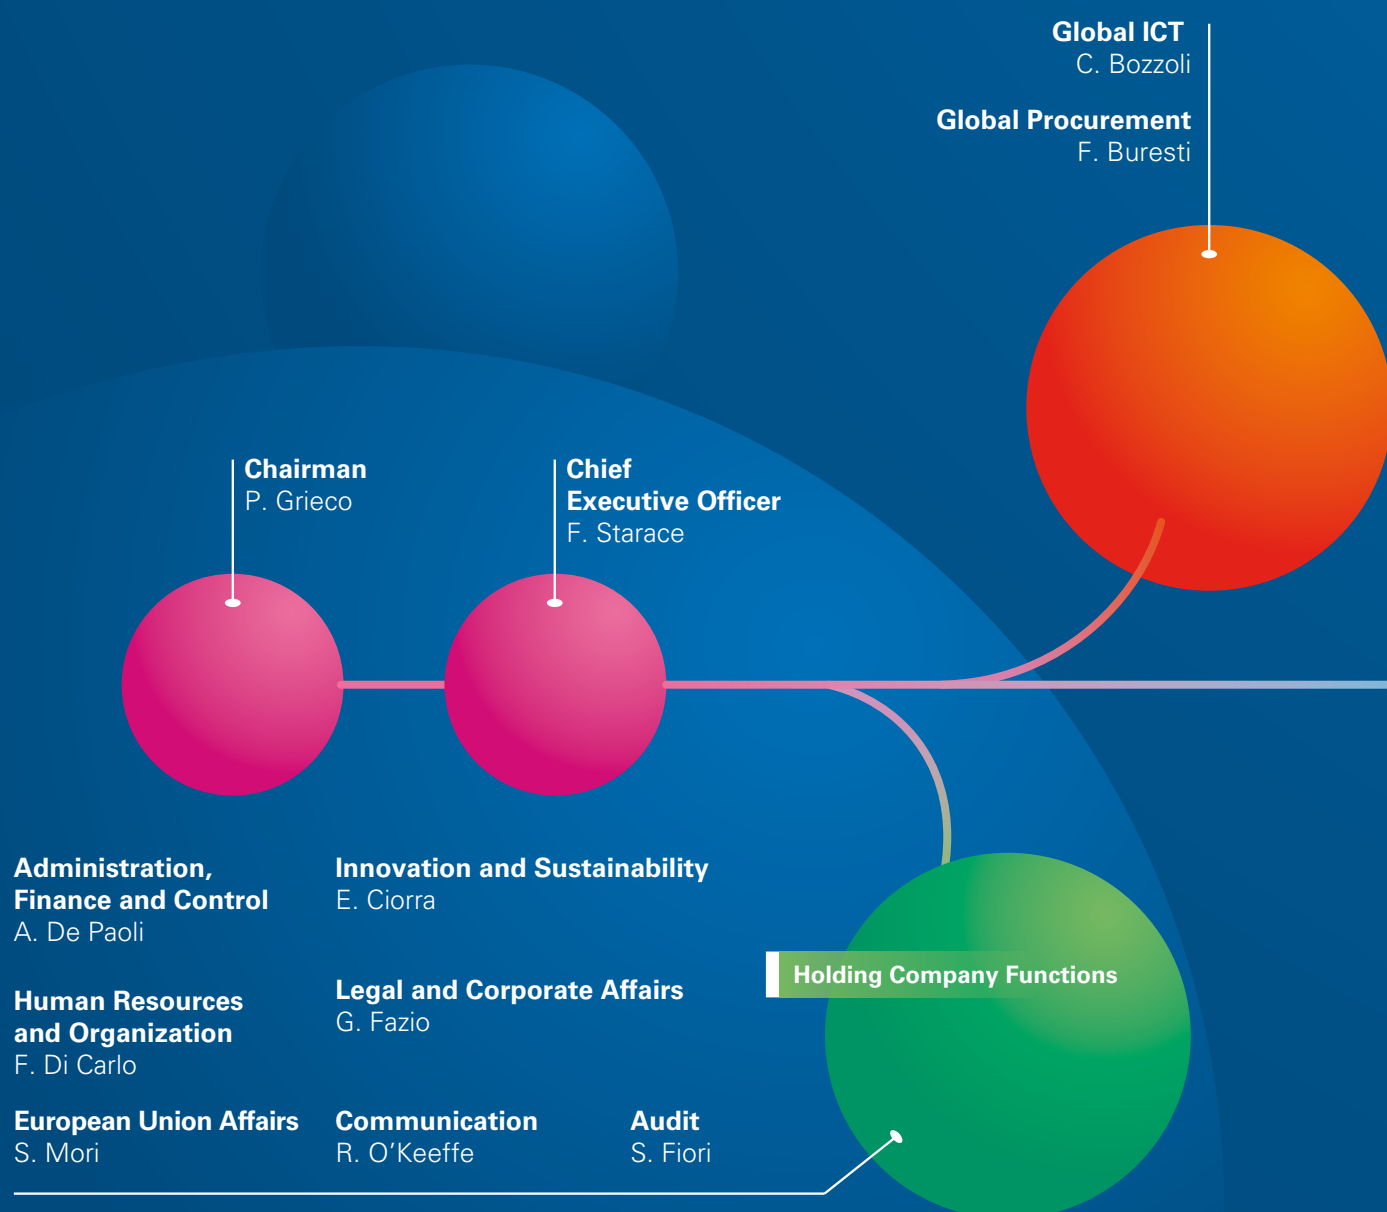 Global ICT
C. Bozzoli
Global Procurement
F. Buresti
Chairman
P. Grieco
Chief
Executive Officer
F. Starace
Administration,
Finance and Control
A. De Paoli
Innovation and Sustainability
E. Ciorra
Human Resources
and Organization
F. Di Carlo
Legal and Corporate Affairs
G. Fazio
European Union Affairs
S. Mori
Communication
R. O’Keeffe
Audit
S. Fiori
Holding Company Functions